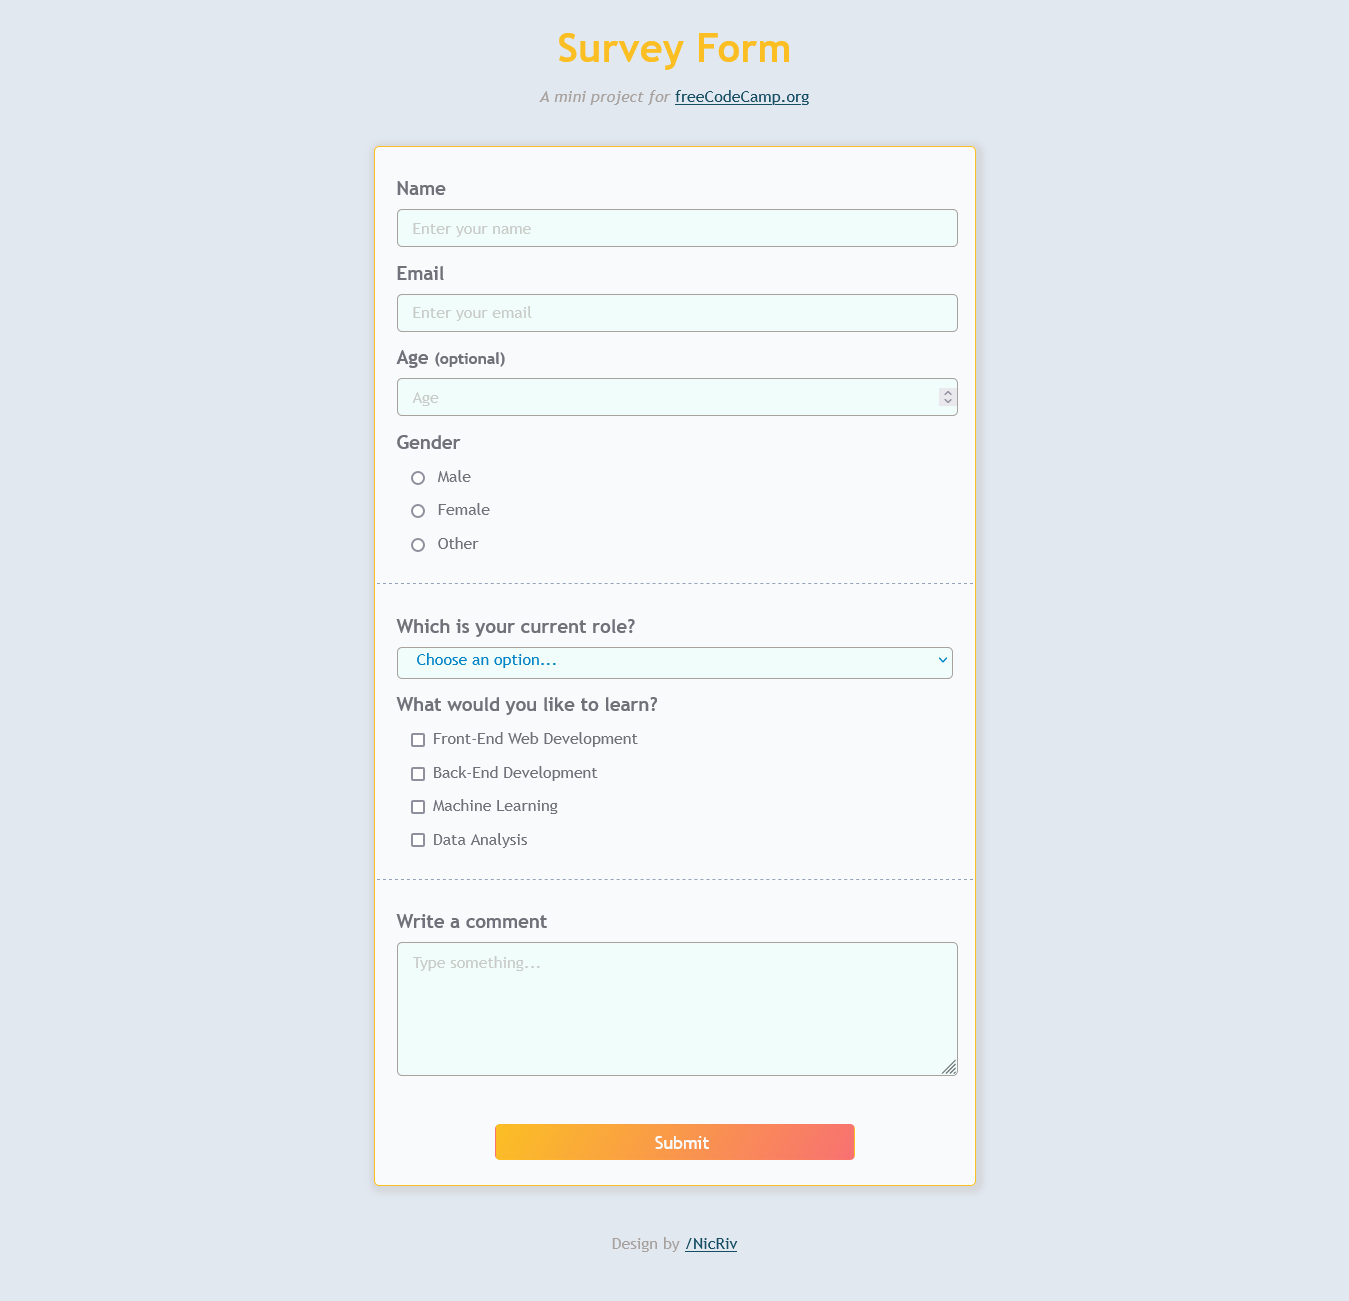 Survey Form
A mini project for freeCodeCamp.org
Name
Enter your name
Email
Enter your email
Age (optional)
Age
Gender
Male
Female
Other
Which is your current role?
Choose an option...
What would you like to learn?
Front-End Web Development
Back-End Development
Machine Learning
Data Analysis
Write a comment
Type something...
Submit
Design by /NicRiv